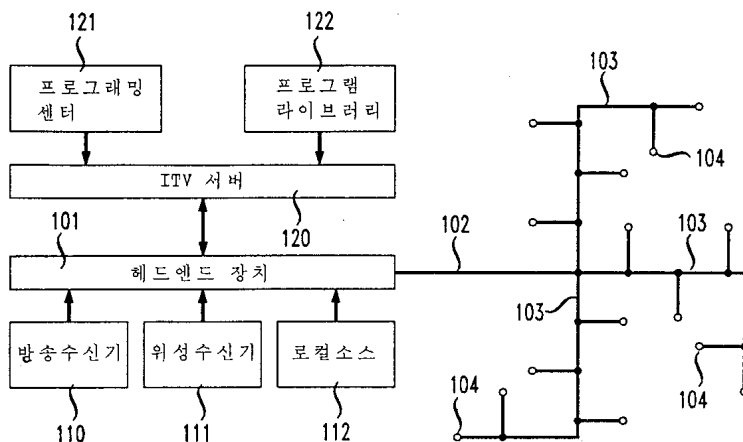 121
122
프로그래밍
센터
프로그램
라이브러리
103
104
ITV 서버
101
120
102
헤드엔드 장치
103
103
방송수신기
위성수신기
로컬소스
104
104
110
111
112